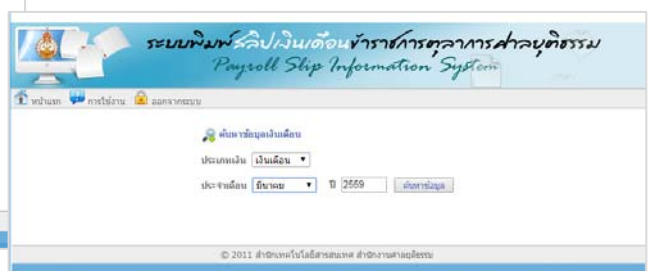 ระบบพิมพ์สลิปเงินเดือนข้าราชการตุลาการศาลยุติธรรม
Payroll Slip Information System
หน้าแรก การใช้งาน ออกจากระบบ
ค้นหาข้อมูลเงินเดือน
ประเภทเงิน เงินเดือน
ประจำเดือน มีนาคม ปี 2559 ค้นหาข้อมูล
© 2011 สำนักเทคโนโลยีสารสนเทศ สำนักงานศาลยุติธรรม